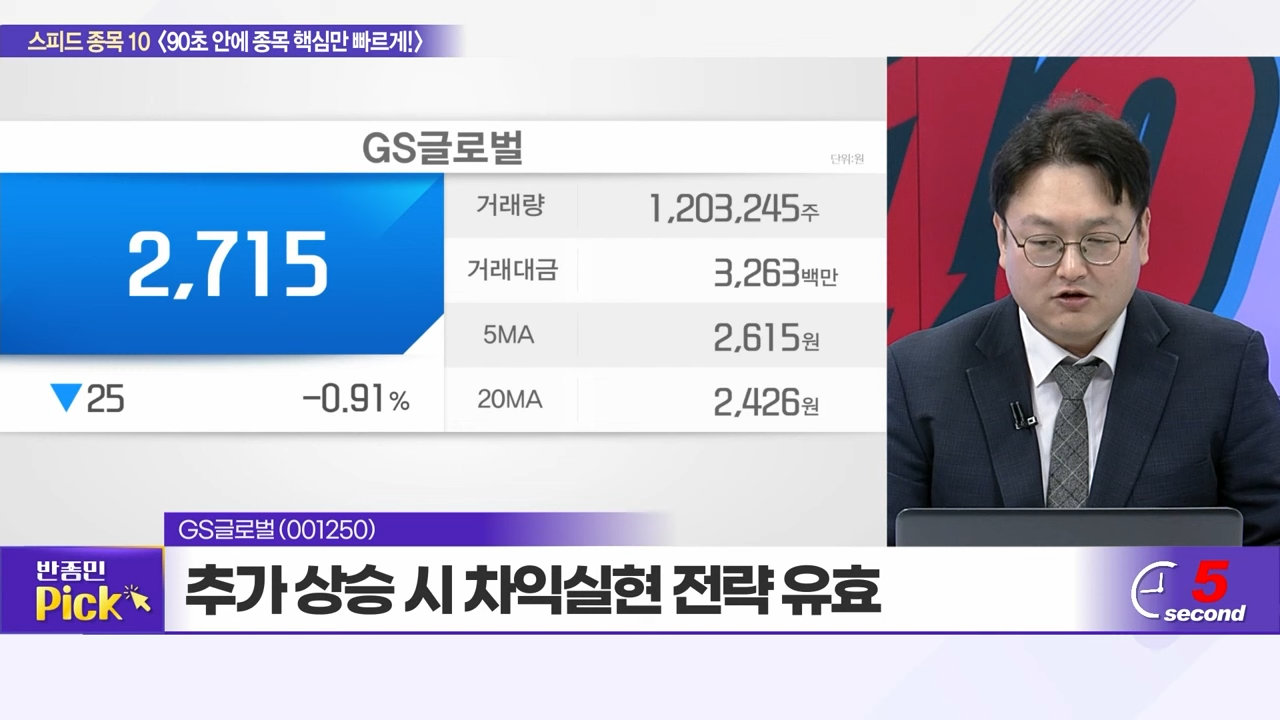 스피드 종목 10 <90초 안에 종목 핵심만 빠르게!>
GS글로벌
단위:원
2,715
▼25 -0.91%
거래량 1,203,245주
거래대금 3,263백만
5MA 2,615원
20MA 2,426원
10
GS글로벌(001250)
반종민
Pick
추가 상승 시 차익실현 전략 유효
5
second